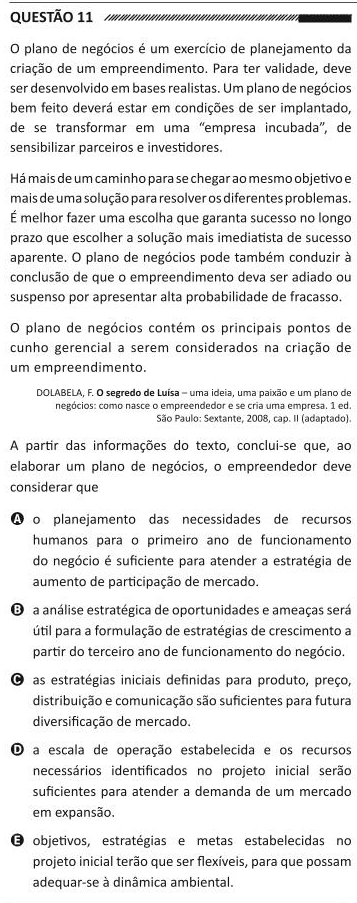 QUESTÃO 11
O plano de negócios é um exercício de planejamento da
criação de um empreendimento. Para ter validade, deve
ser desenvolvido em bases realistas. Um plano de negócios
bem feito deverá estar em condições de ser implantado,
de se transformar em uma “empresa incubada”, de
sensibilizar parceiros e investidores.
Há mais de um caminho para se chegar ao mesmo objetivo e
mais de uma solução para resolver os diferentes problemas.
É melhor fazer uma escolha que garanta sucesso no longo
prazo que escolher a solução mais imediatista de sucesso
aparente. O plano de negócios pode também conduzir à
conclusão de que o empreendimento deva ser adiado ou
suspenso por apresentar alta probabilidade de fracasso.
O plano de negócios contém os principais pontos de
cunho gerencial a serem considerados na criação de
um empreendimento.
DOLABELA, F. O segredo de Luísa – uma ideia, uma paixão e um plano de
negócios: como nasce o empreendedor e se cria uma empresa. 1 ed.
São Paulo: Sextante, 2008, cap. II (adaptado).
A partir das informações do texto, conclui-se que, ao
elaborar um plano de negócios, o empreendedor deve
considerar que
A o planejamento das necessidades de recursos
humanos para o primeiro ano de funcionamento
do negócio é suficiente para atender a estratégia de
aumento de participação de mercado.
B a análise estratégica de oportunidades e ameaças será
útil para a formulação de estratégias de crescimento a
partir do terceiro ano de funcionamento do negócio.
C as estratégias iniciais definidas para produto, preço,
distribuição e comunicação são suficientes para futura
diversificação de mercado.
D a escala de operação estabelecida e os recursos
necessários identificados no projeto inicial serão
suficientes para atender a demanda de um mercado
em expansão.
E objetivos, estratégias e metas estabelecidas no
projeto inicial terão que ser flexíveis, para que possam
adequar-se à dinâmica ambiental.